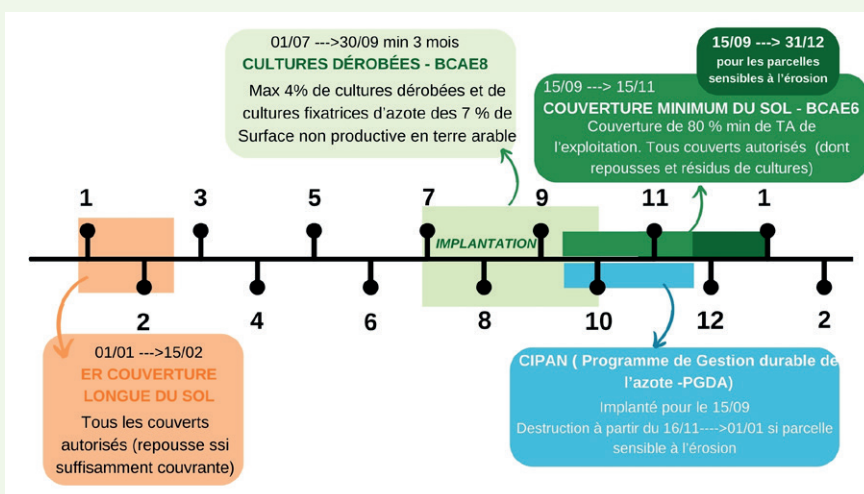 01/07 --->30/09 min 3 mois
CULTURES DÉROBÉES - BCAE8
Max 4% de cultures dérobées et de
cultures fixatrices d'azote des 7 % de
Surface non productive en terre arable
15/09 ---> 31/12
pour les parcelles
sensibles à l'érosion
15/09 ---> 15/11
COUVERTURE MINIMUM DU SOL - BCAE6
Couverture de 80 % min de TA de
l'exploitation. Tous couverts autorisés (dont
repousses et résidus de cultures)
1 3 5 7 9 11 1
IMPLANTATION
2 4 6 8 10 12 2
01/01 --->15/02
ER COUVERTURE
LONGUE DU SOL
Tous les couverts
autorisés (repousse ssi
suffisamment couvrante)
CIPAN ( Programme de Gestion durable de
l'azote -PGDA)
Implanté pour le 15/09
Destruction à partir du 16/11---->01/01 si parcelle
sensible à l'érosion